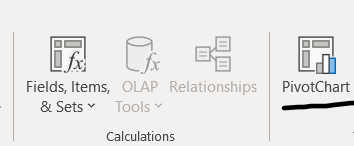 Fields, Items, & Sets
OLAP Tools
Relationships
PivotChart
Calculations